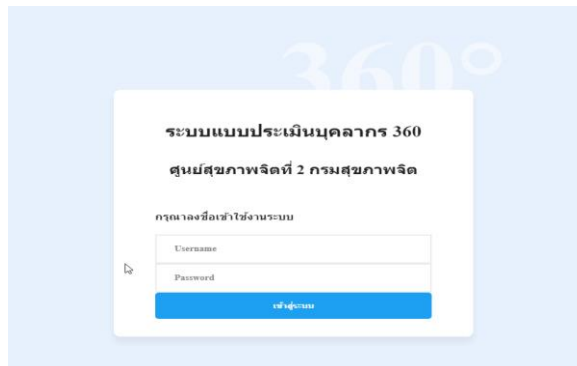 360°
ระบบแบบประเมินบุคลากร 360
ศูนย์สุขภาพจิตที่ 2 กรมสุขภาพจิต
กรุณาลงชื่อเข้าใช้งานระบบ
Username
Password
เข้าสู่ระบบ